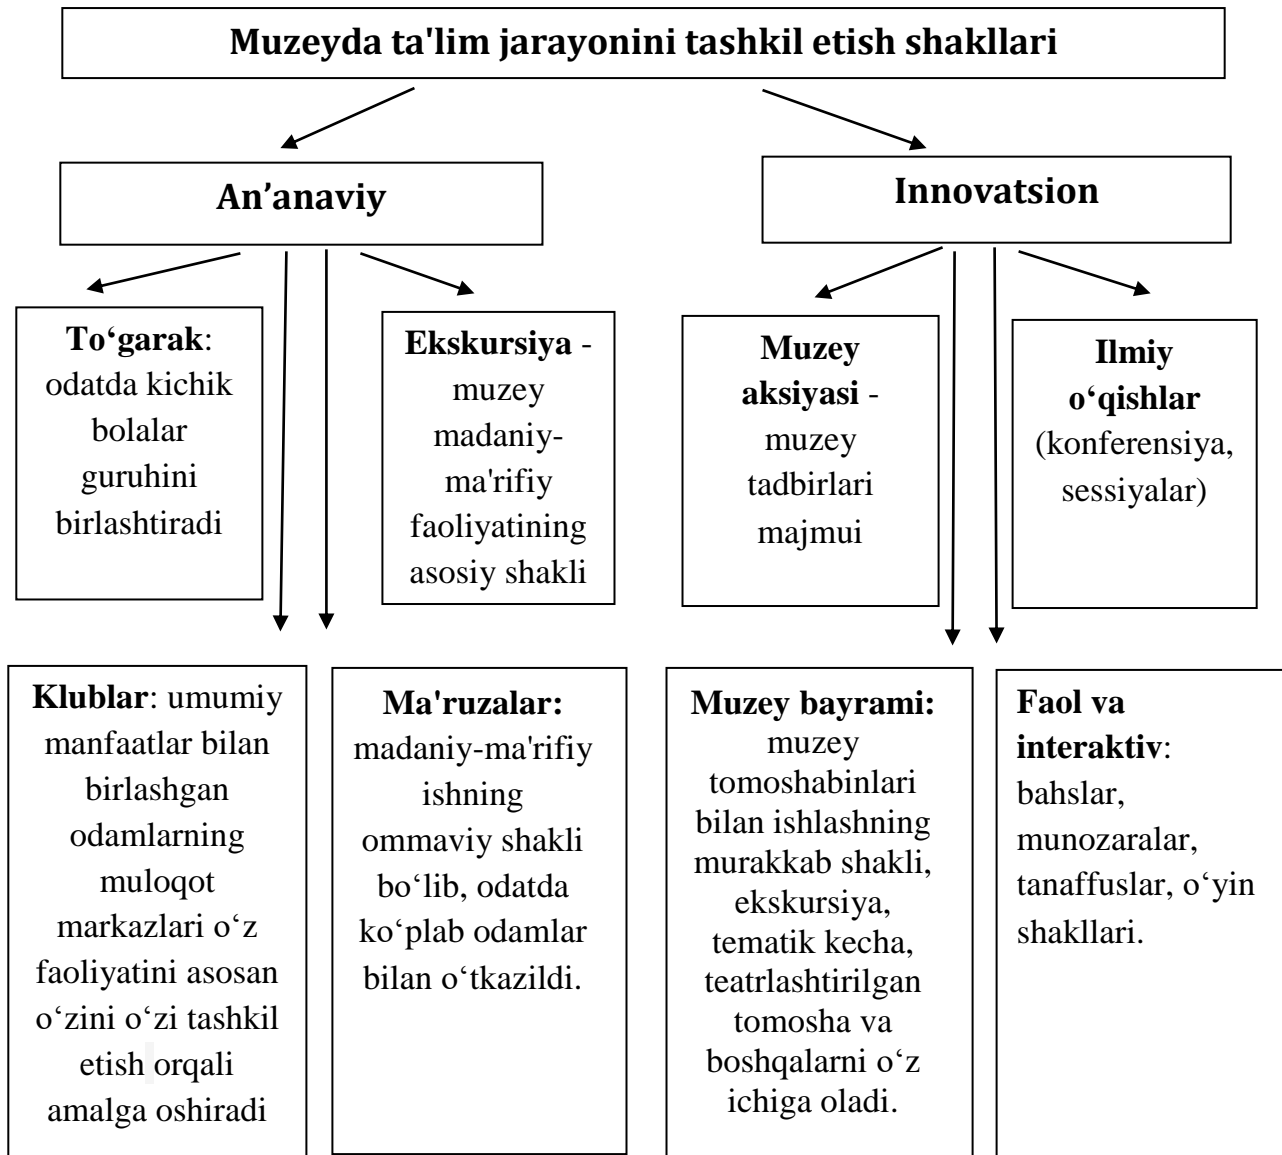 Muzeyda ta'lim jarayonini tashkil etish shakllari
An’anaviy
Innovatsion
To‘garak:
odatda kichik
bolalar
guruhini
birlashtiradi
Ekskursiya -
muzey
madaniy-
ma'rifiy
faoliyatining
asosiy shakli
Muzey
aksiyasi -
muzey
tadbirlari
majmui
Ilmiy
o‘qishlar
(konferensiya,
sessiyalar)
Klublar: umumiy
manfaatlar bilan
birlashgan
odamlarning
muloqot
markazlari o‘z
faoliyatini asosan
o‘zini o‘zi tashkil
etish orqali
amalga oshiradi
Ma'ruzalar:
madaniy-ma'rifiy
ishning
ommaviy shakli
bo‘lib, odatda
ko‘plab odamlar
bilan o‘tkazildi.
Muzey bayrami:
muzey
tomoshabinlari
bilan ishlashning
murakkab shakli,
ekskursiya,
tematik kecha,
teatrlashtirilgan
tomosha va
boshqalarni o‘z
ichiga oladi.
Faol va
interaktiv:
bahslar,
munozaralar,
tanaffuslar, o‘yin
shakllari.